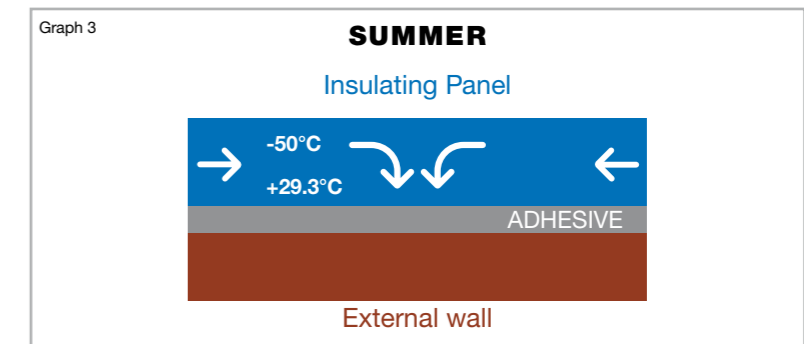 Graph 3
SUMMER
Insulating Panel
-50°C
+29.3°C
ADHESIVE
External wall